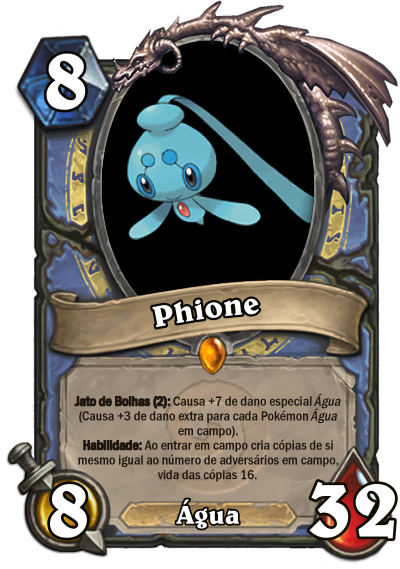 8
Phione
Jato de Bolhas (2): Causa +7 de dano especial Água
(Causa +3 de dano extra para cada Pokémon Água
em campo).
Habilidade: Ao entrar em campo cria cópias de si
mesmo igual ao número de adversários em campo,
vida das cópias 16.
8
Água
32